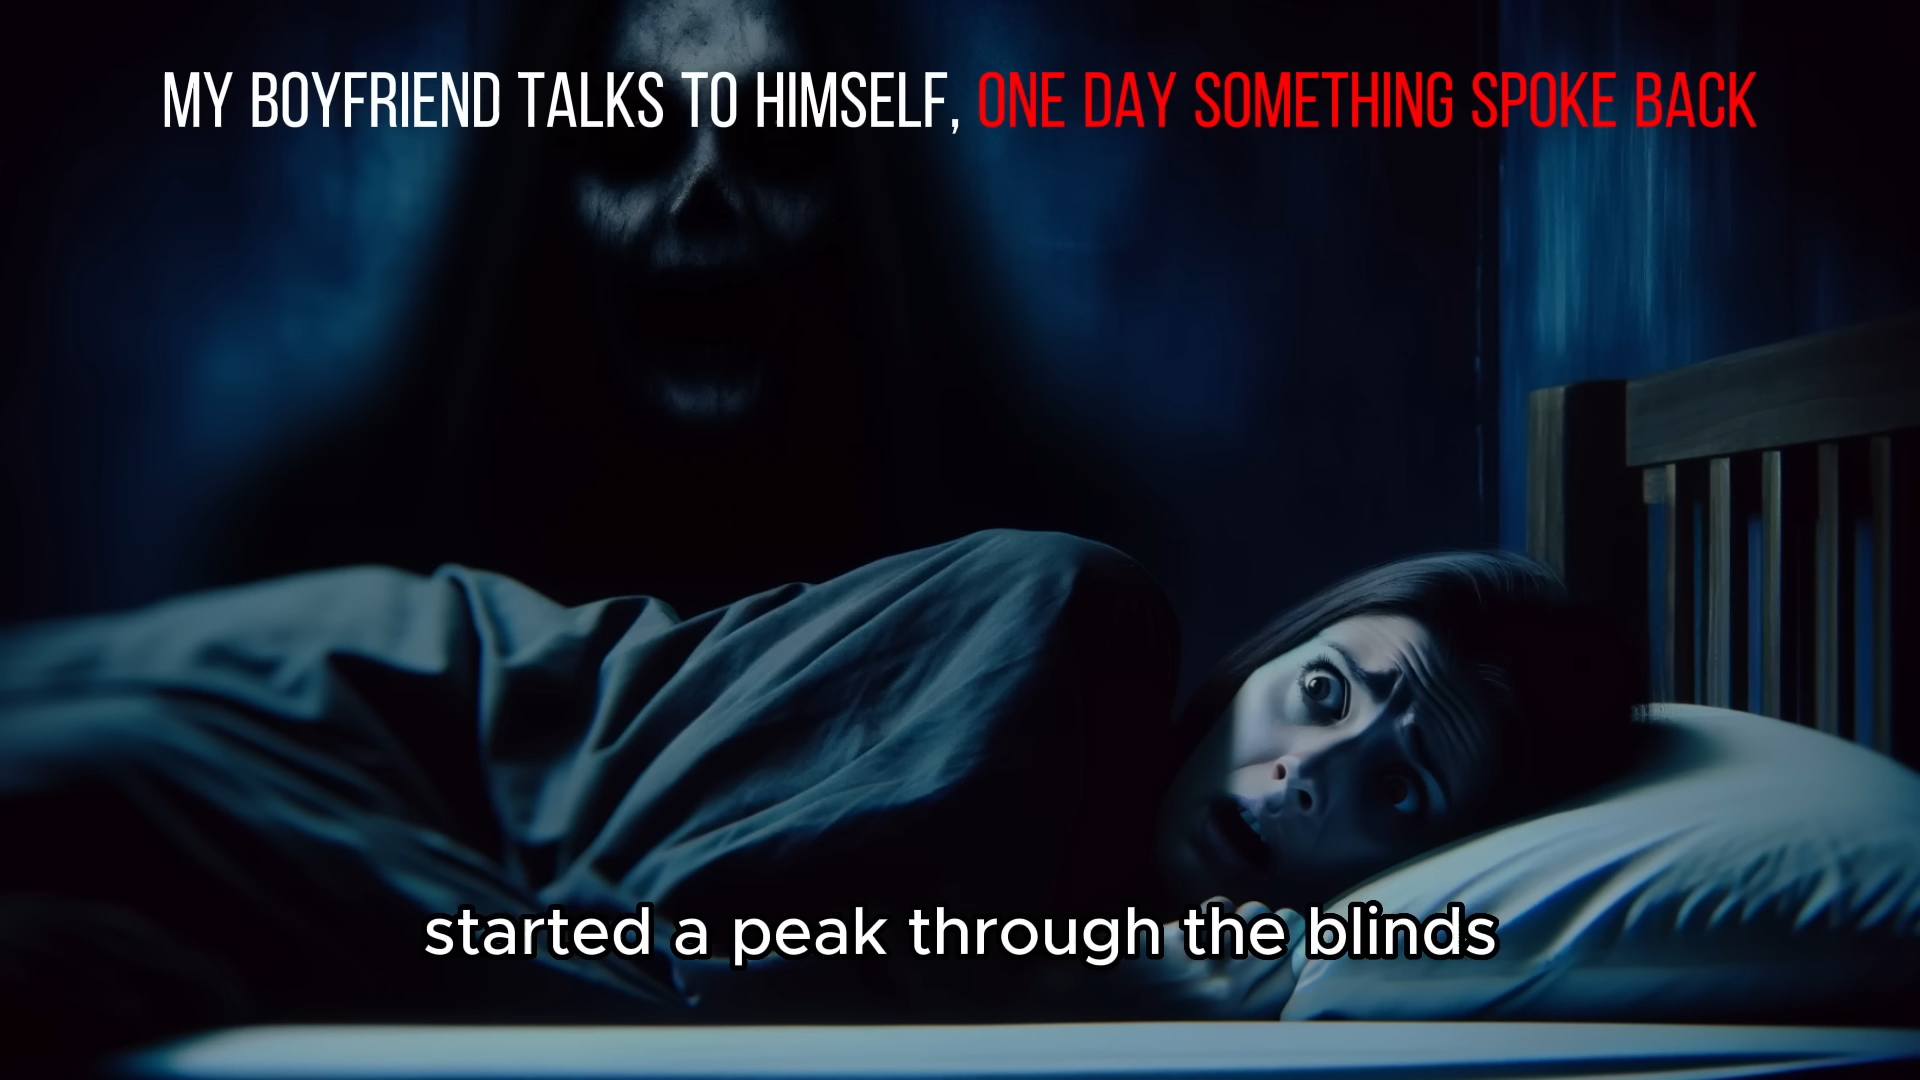 MY BOYFRIEND TALKS TO HIMSELF, ONE DAY SOMETHING SPOKE BACK
started a peak through the blinds